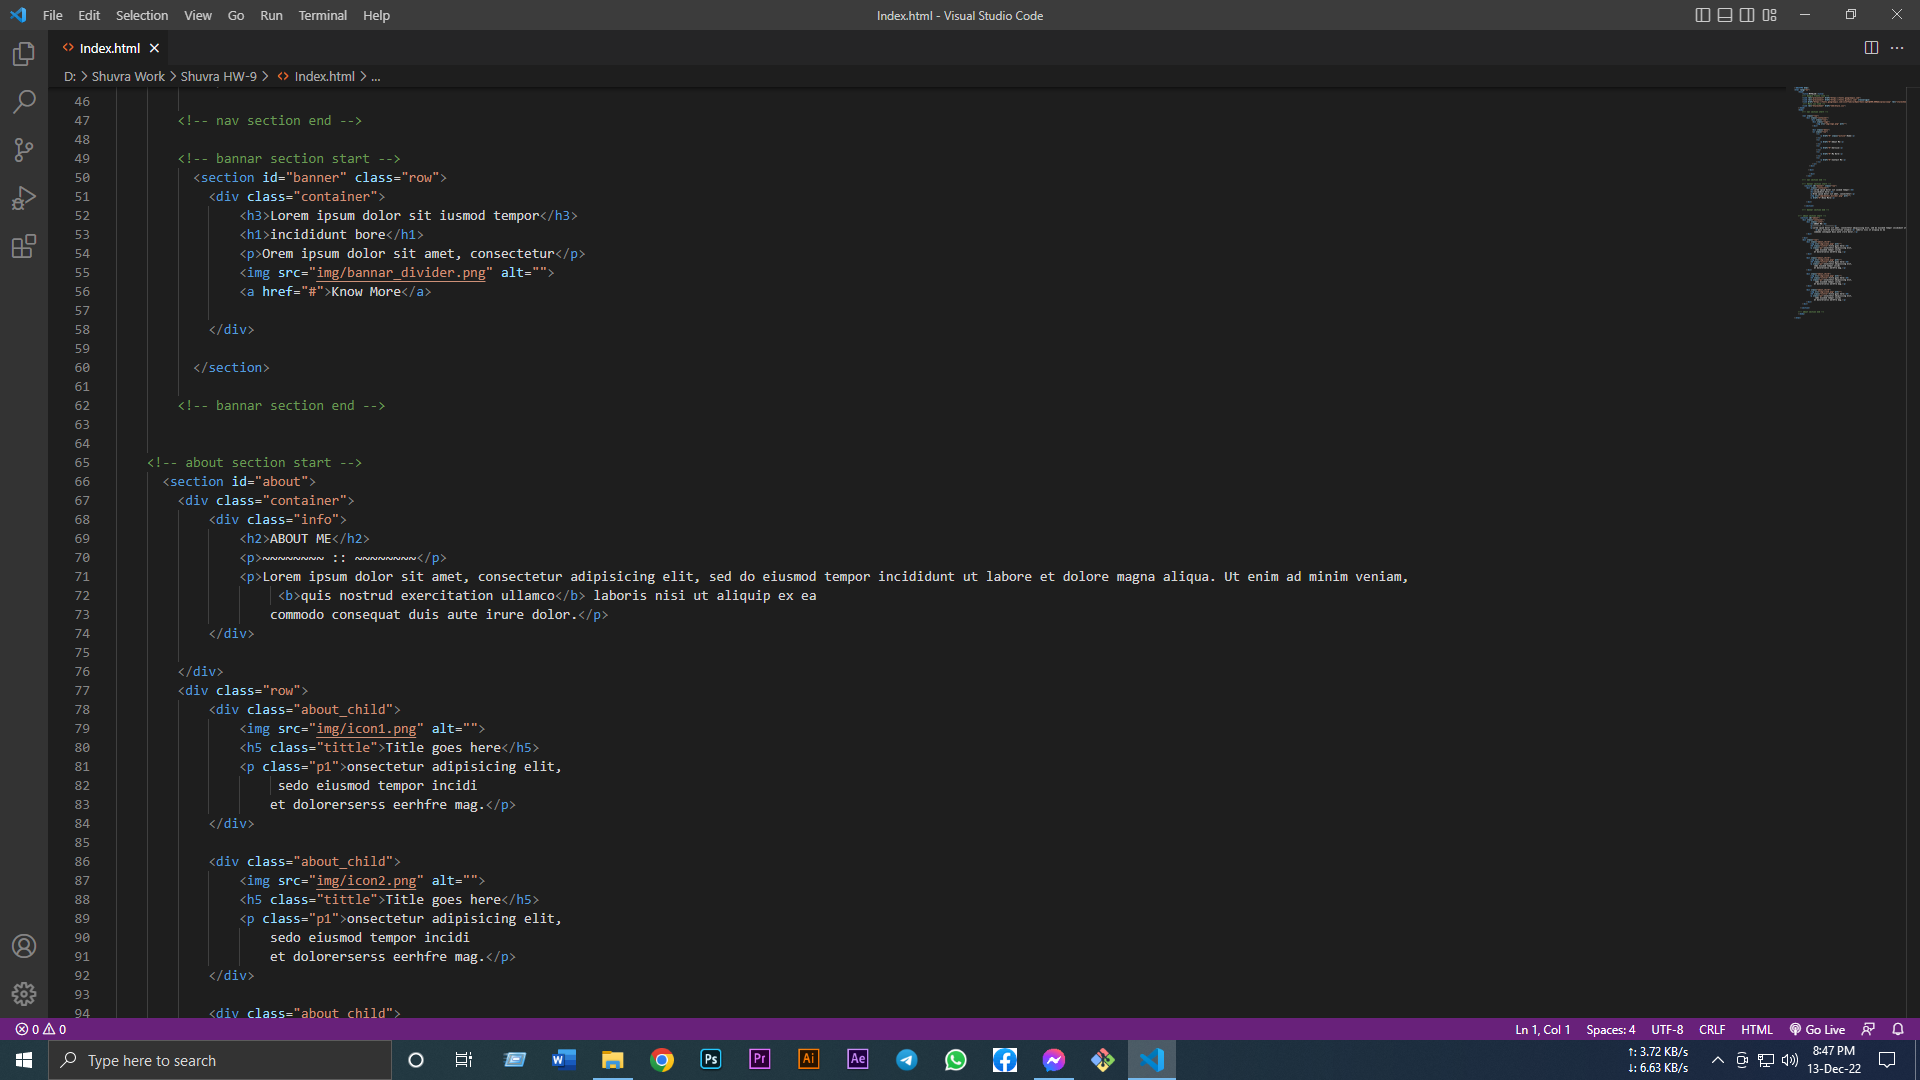 File Edit Selection View Go Run Terminal Help
Index.html - Visual Studio Code
Index.html
D: > Shuvra Work > Shuvra HW-9 > Index.html > ...
46
47 <!-- nav section end -->
48
49 <!-- bannar section start -->
50 <section id="banner" class="row">
51 <div class="container">
52 <h3>Lorem ipsum dolor sit iusmod tempor</h3>
53 <h1>incididunt bore</h1>
54 <p>Orem ipsum dolor sit amet, consectetur</p>
55 <img src="img/bannar_divider.png" alt="">
56 <a href="#">Know More</a>
57
58 </div>
59
60 </section>
61
62 <!-- bannar section end -->
63
64
65 <!-- about section start -->
66 <section id="about">
67 <div class="container">
68 <div class="info">
69 <h2>ABOUT ME</h2>
70 <p>~~~~~~~~ :: ~~~~~~~~</p>
71 <p>Lorem ipsum dolor sit amet, consectetur adipisicing elit, sed do eiusmod tempor incididunt ut labore et dolore magna aliqua. Ut enim ad minim veniam,
72 <b>quis nostrud exercitation ullamco</b> laboris nisi ut aliquip ex ea
73 commodo consequat duis aute irure dolor.</p>
74 </div>
75
76 </div>
77 <div class="row">
78 <div class="about_child">
79 <img src="img/icon1.png" alt="">
80 <h5 class="tittle">Title goes here</h5>
81 <p class="p1">onsectetur adipisicing elit,
82 sedo eiusmod tempor incidi
83 et dolorerserss eerhfre mag.</p>
84 </div>
85
86 <div class="about_child">
87 <img src="img/icon2.png" alt="">
88 <h5 class="tittle">Title goes here</h5>
89 <p class="p1">onsectetur adipisicing elit,
90 sedo eiusmod tempor incidi
91 et dolorerserss eerhfre mag.</p>
92 </div>
93
94 <div class="about_child">
0 0 Ln 1, Col 1 Spaces: 4 UTF-8 CRLF HTML Go Live
Type here to search
W Ps Pr Ai Ae
↑: 3.72 KB/s
↓: 6.63 KB/s
8:47 PM
13-Dec-22